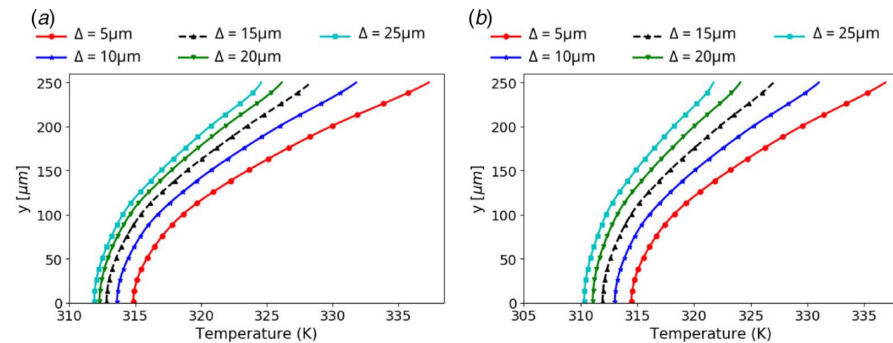 (a)
Δ = 5μm Δ = 15μm Δ = 25μm
Δ = 10μm Δ = 20μm
250
200
150
100
50
0
y [μm]
310 315 320 325 330 335
Temperature (K)
(b)
Δ = 5μm Δ = 15μm Δ = 25μm
Δ = 10μm Δ = 20μm
250
200
150
100
50
0
y [μm]
305 310 315 320 325 330 335
Temperature (K)